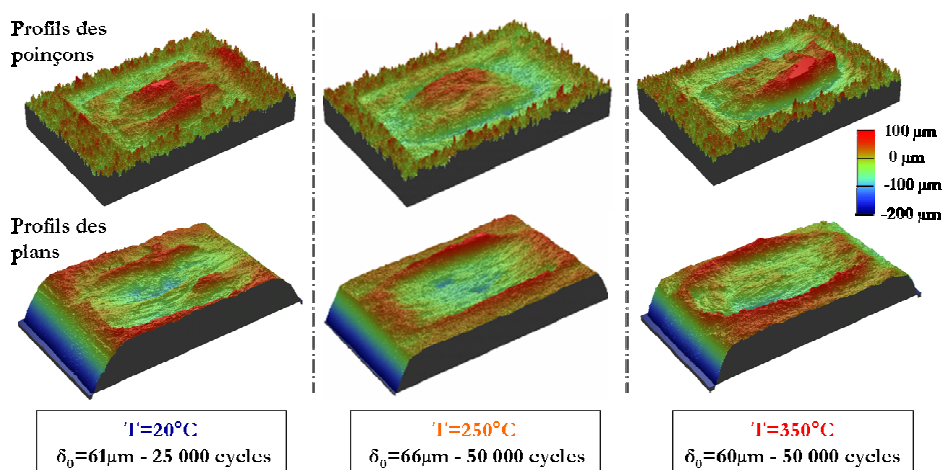 Profils des
poinçons
100 µm
0 µm
-100 µm
-200 µm
Profils des
plans
T=20°C
δ₀=61µm - 25 000 cycles
T=250°C
δ₀=66µm - 50 000 cycles
T=350°C
δ₀=60µm - 50 000 cycles